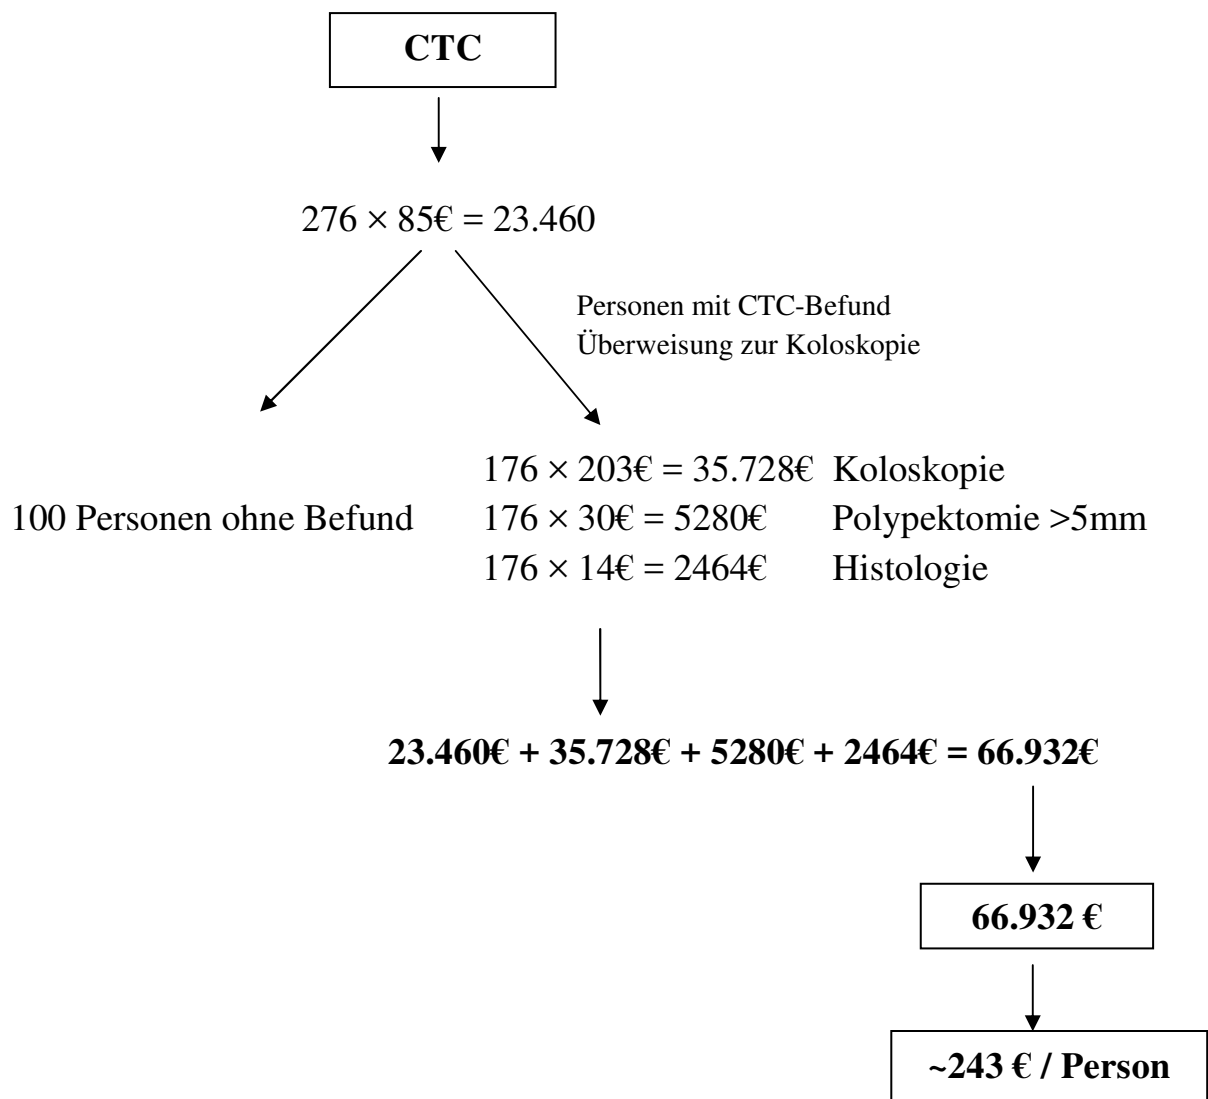 CTC
276 × 85€ = 23.460
Personen mit CTC-Befund
Überweisung zur Koloskopie
100 Personen ohne Befund
176 × 203€ = 35.728€ Koloskopie
176 × 30€ = 5280€ Polypektomie >5mm
176 × 14€ = 2464€ Histologie
23.460€ + 35.728€ + 5280€ + 2464€ = 66.932€
66.932 €
~243 € / Person